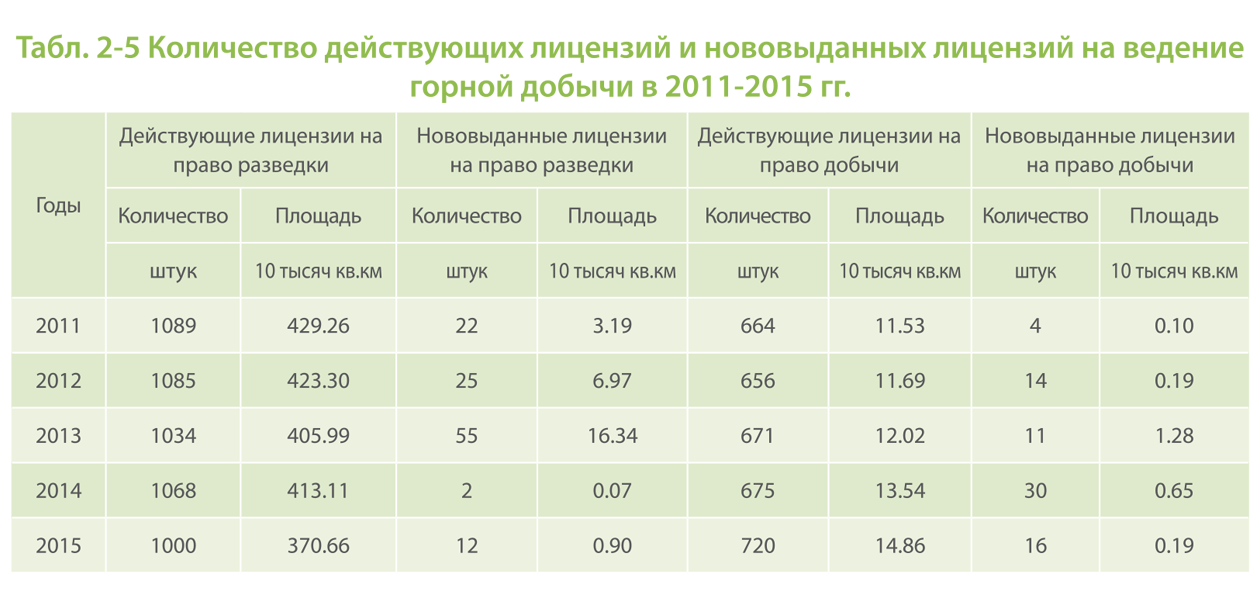 Табл. 2-5 Количество действующих лицензий и нововыданных лицензий на ведение
горной добычи в 2011-2015 гг.
Годы
Действующие лицензии на
право разведки
Нововыданные лицензии
на право разведки
Действующие лицензии на
право добычи
Нововыданные лицензии
на право добычи
Количество Площадь Количество Площадь Количество Площадь Количество Площадь
штук 10 тысяч кв.км штук 10 тысяч кв.км штук 10 тысяч кв.км штук 10 тысяч кв.км
2011 1089 429.26 22 3.19 664 11.53 4 0.10
2012 1085 423.30 25 6.97 656 11.69 14 0.19
2013 1034 405.99 55 16.34 671 12.02 11 1.28
2014 1068 413.11 2 0.07 675 13.54 30 0.65
2015 1000 370.66 12 0.90 720 14.86 16 0.19